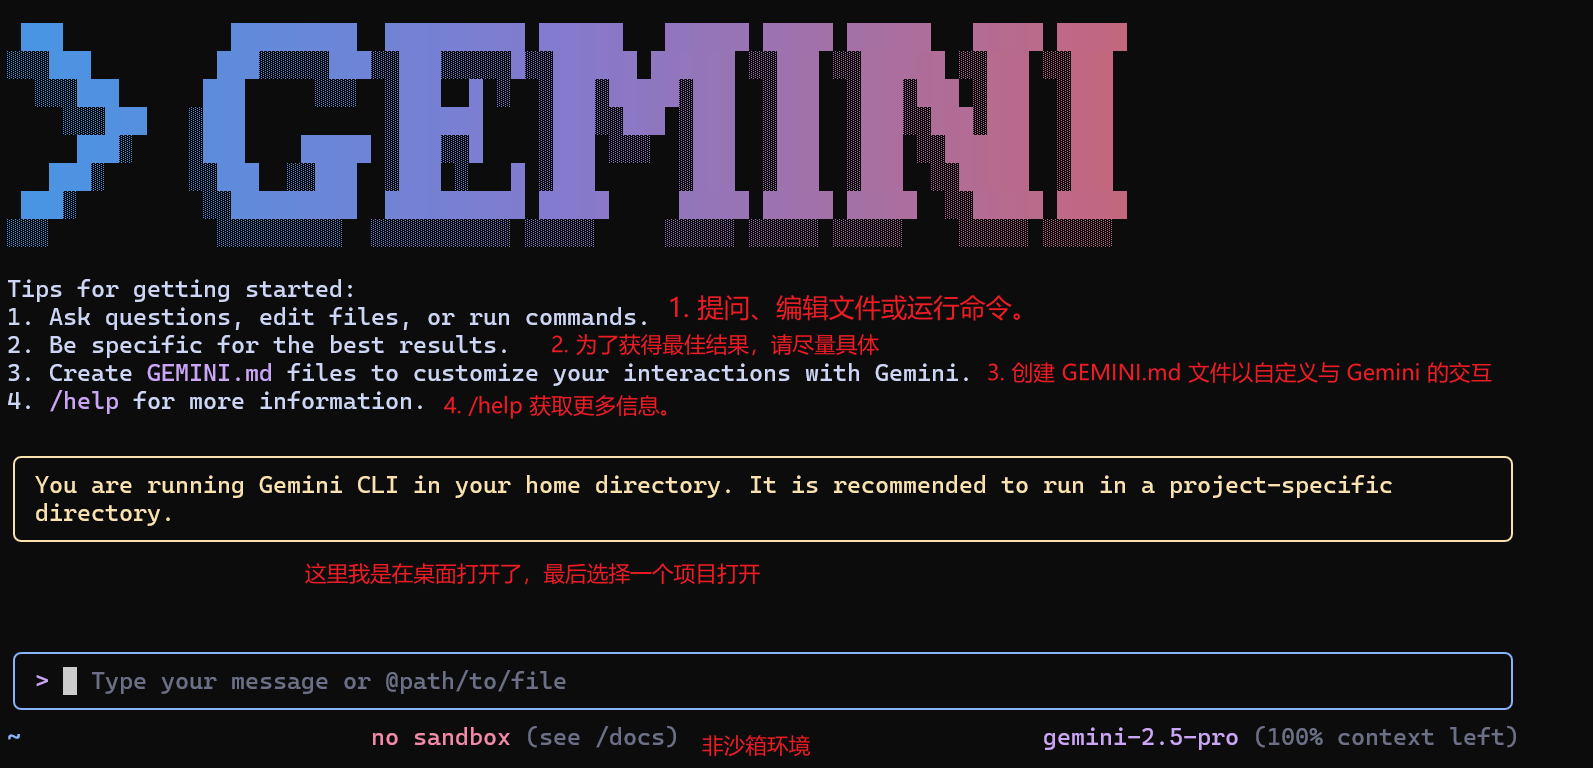 > GEMINI
Tips for getting started:
1. Ask questions, edit files, or run commands.
1. 提问、编辑文件或运行命令。
2. Be specific for the best results.
2. 为了获得最佳结果，请尽量具体
3. Create GEMINI.md files to customize your interactions with Gemini.
3. 创建 GEMINI.md 文件以自定义与 Gemini 的交互
4. /help for more information.
4. /help 获取更多信息。
You are running Gemini CLI in your home directory. It is recommended to run in a project-specific
directory.
这里我是在桌面打开了，最后选择一个项目打开
> Type your message or @path/to/file
~
no sandbox (see /docs)
非沙箱环境
gemini-2.5-pro (100% context left)